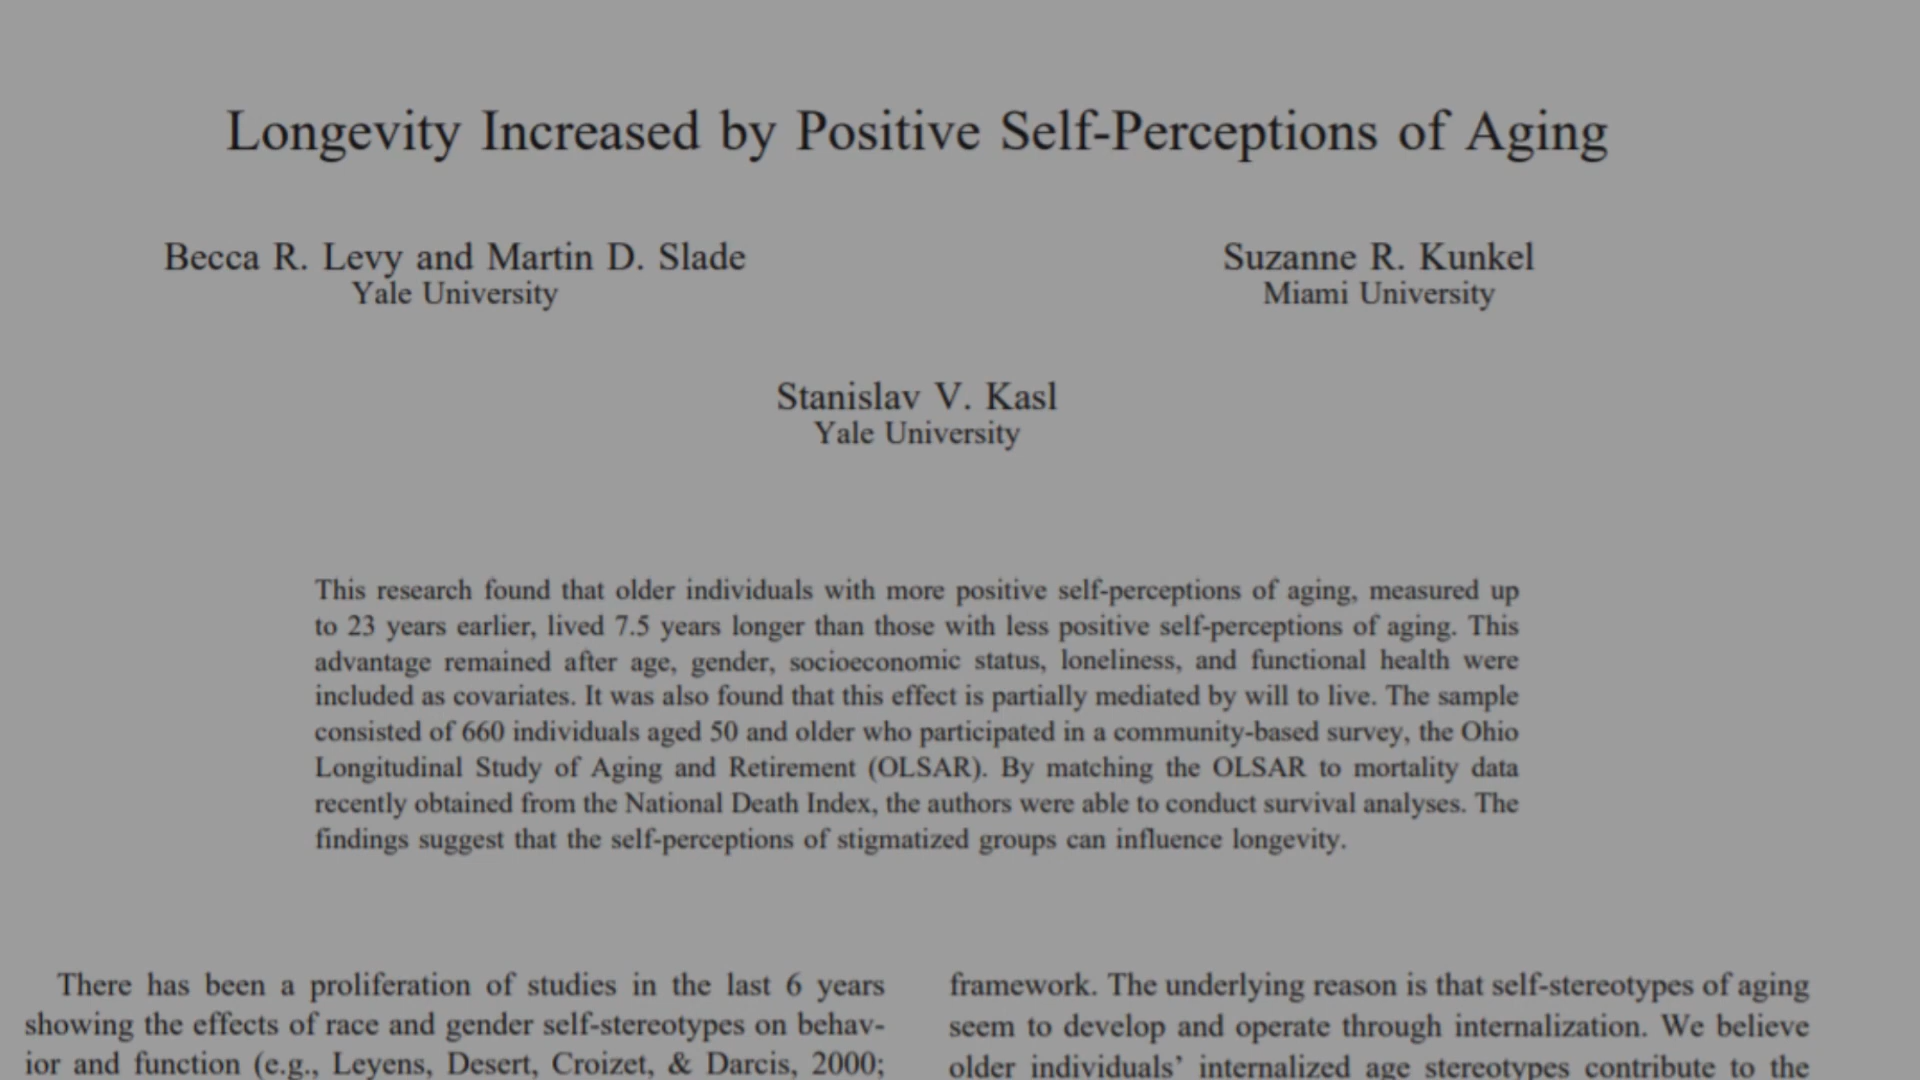 Longevity Increased by Positive Self-Perceptions of Aging
Becca R. Levy and Martin D. Slade
Yale University
Suzanne R. Kunkel
Miami University
Stanislav V. Kasl
Yale University
This research found that older individuals with more positive self-perceptions of aging, measured up
to 23 years earlier, lived 7.5 years longer than those with less positive self-perceptions of aging. This
advantage remained after age, gender, socioeconomic status, loneliness, and functional health were
included as covariates. It was also found that this effect is partially mediated by will to live. The sample
consisted of 660 individuals aged 50 and older who participated in a community-based survey, the Ohio
Longitudinal Study of Aging and Retirement (OLSAR). By matching the OLSAR to mortality data
recently obtained from the National Death Index, the authors were able to conduct survival analyses. The
findings suggest that the self-perceptions of stigmatized groups can influence longevity.
There has been a proliferation of studies in the last 6 years
showing the effects of race and gender self-stereotypes on behav-
ior and function (e.g., Leyens, Desert, Croizet, & Darcis, 2000;
framework. The underlying reason is that self-stereotypes of aging
seem to develop and operate through internalization. We believe
older individuals' internalized age stereotypes contribute to the